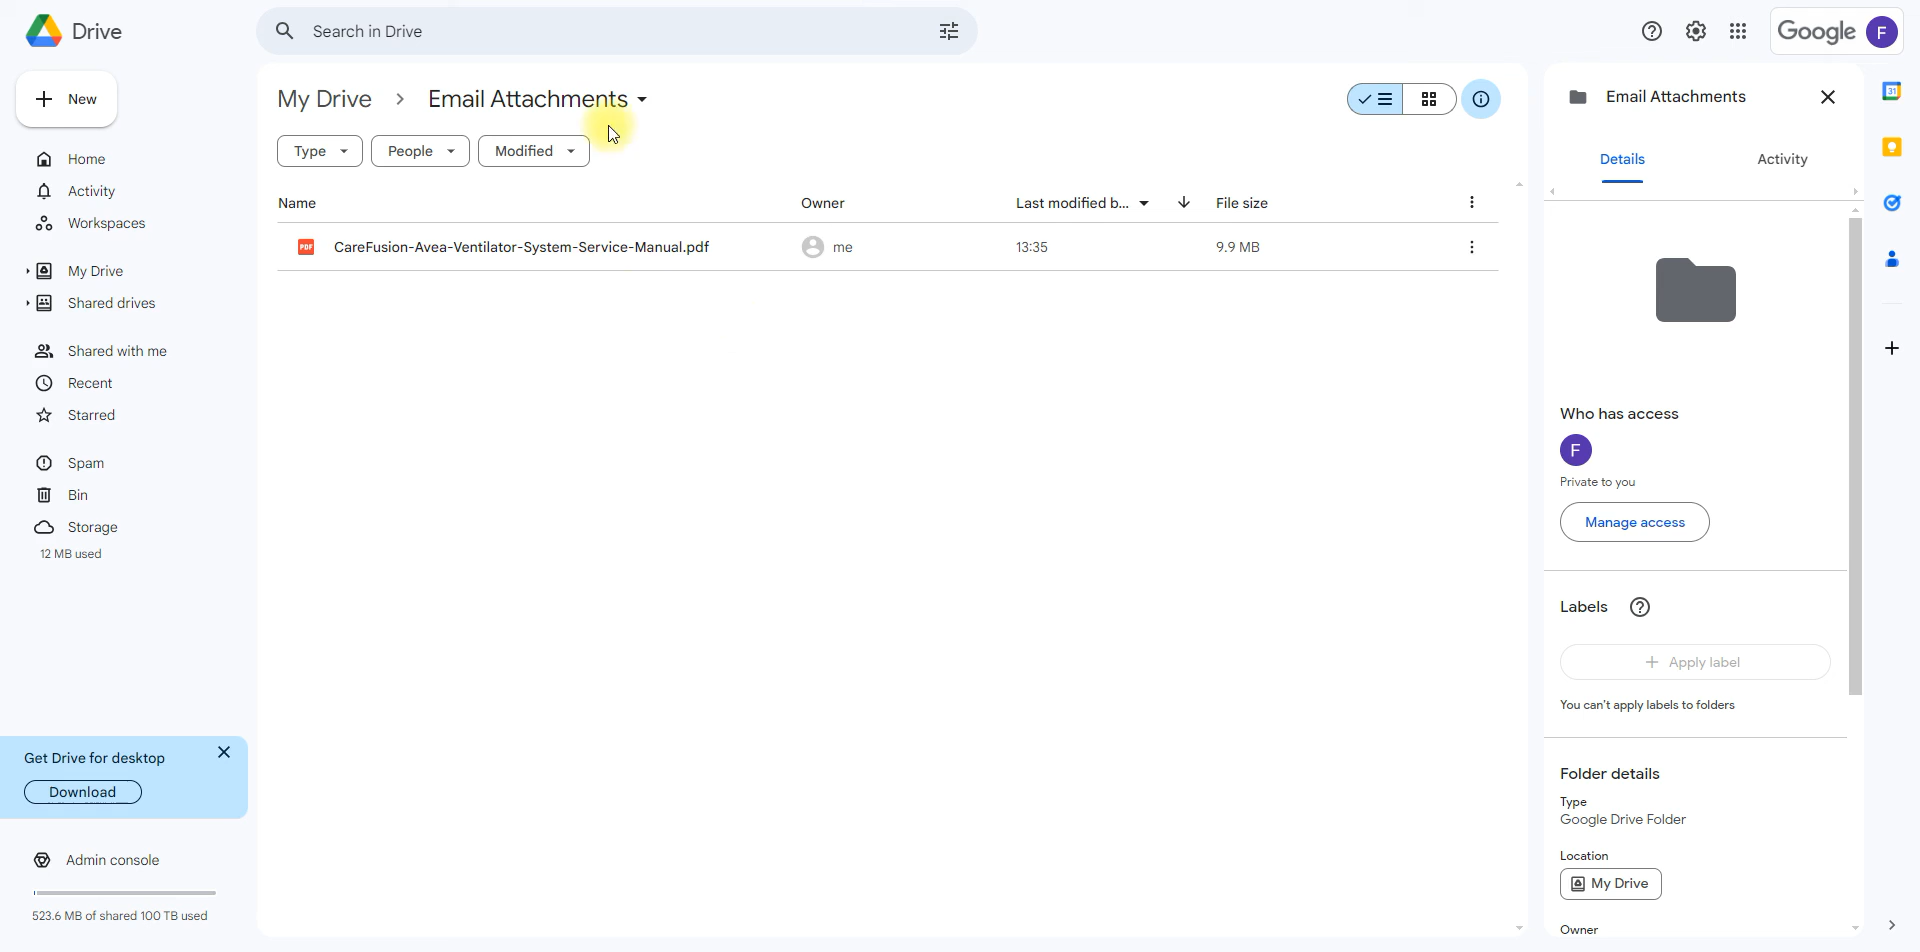 Drive
Search in Drive
Google
F
New
My Drive
Email Attachments
Email Attachments
Type
People
Modified
Details
Activity
Home
Activity
Workspaces
Name
Owner
Last modified b...
File size
PDF
CareFusion-Avea-Ventilator-System-Service-Manual.pdf
me
13:35
9.9 MB
My Drive
Shared drives
Shared with me
Recent
Starred
Spam
Bin
Storage
12 MB used
Who has access
F
Private to you
Manage access
Labels
Apply label
You can't apply labels to folders
Get Drive for desktop
Download
Folder details
Type
Google Drive Folder
Location
My Drive
Owner
Admin console
523.6 MB of shared 100 TB used
31